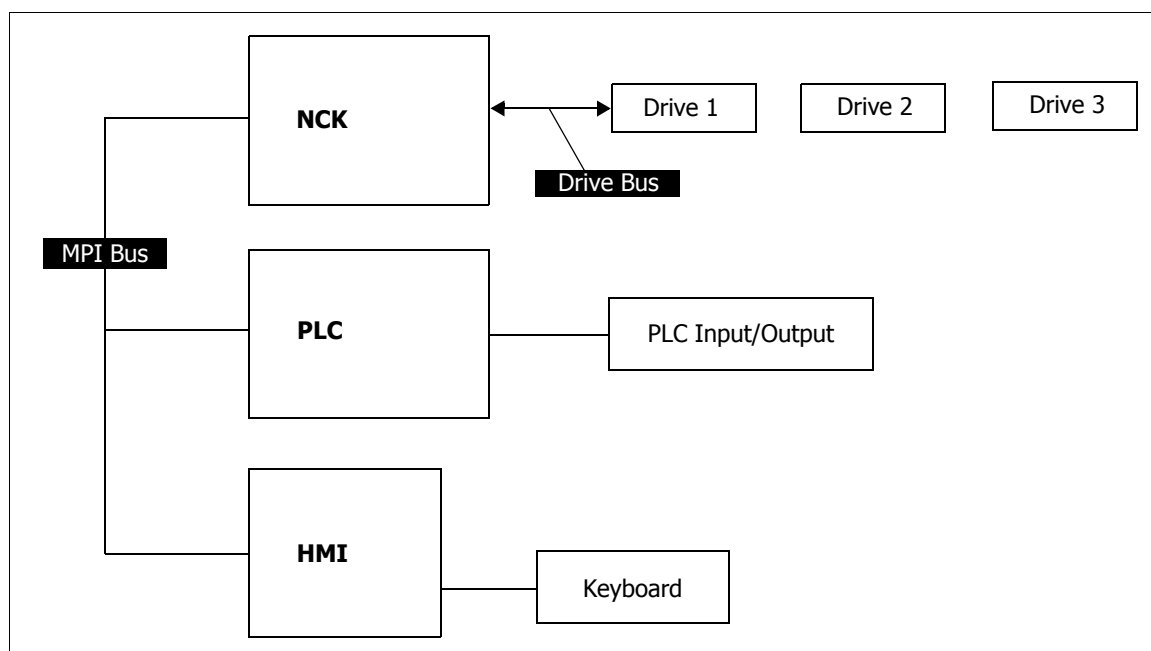 NCK
Drive 1
Drive 2
Drive 3
Drive Bus
MPI Bus
PLC
PLC Input/Output
HMI
Keyboard